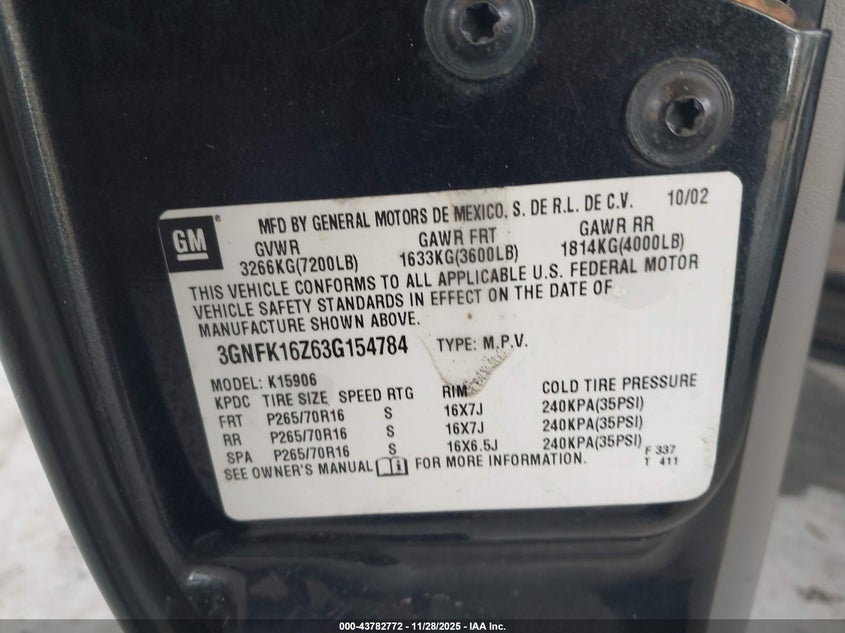 GM
MFD BY GENERAL MOTORS DE MEXICO, S. DE R.L. DE C.V. 10/02
GVWR GAWR FRT GAWR RR
3266KG(7200LB) 1633KG(3600LB) 1814KG(4000LB)
THIS VEHICLE CONFORMS TO ALL APPLICABLE U.S. FEDERAL MOTOR
VEHICLE SAFETY STANDARDS IN EFFECT ON THE DATE OF
MANUFACTURE SHOWN ABOVE.
3GNFK16Z63G154784 TYPE: M.P.V.
MODEL: K15906
KPDC TIRE SIZE SPEED RTG RIM COLD TIRE PRESSURE
FRT P265/70R16 S 16X7J 240KPA(35PSI)
RR P265/70R16 S 16X7J 240KPA(35PSI)
SPA P265/70R16 S 16X6.5J 240KPA(35PSI)
SEE OWNER'S MANUAL FOR MORE INFORMATION.
F 337
T 411
000-43782772 - 11/28/2025 - IAA Inc.